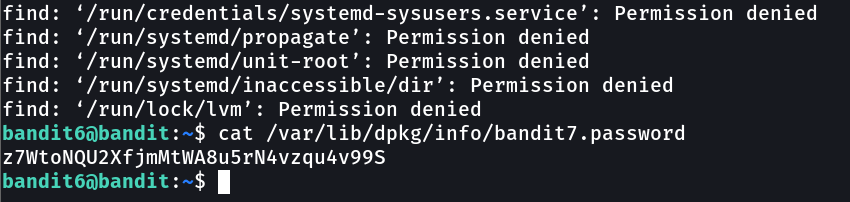 find: ‘/run/credentials/systemd-sysusers.service’: Permission denied
find: ‘/run/systemd/propagate’: Permission denied
find: ‘/run/systemd/unit-root’: Permission denied
find: ‘/run/systemd/inaccessible/dir’: Permission denied
find: ‘/run/lock/lvm’: Permission denied
bandit6@bandit:~$ cat /var/lib/dpkg/info/bandit7.password
z7WtoNQU2XfjmMtWA8u5rN4vzqu4v99S
bandit6@bandit:~$